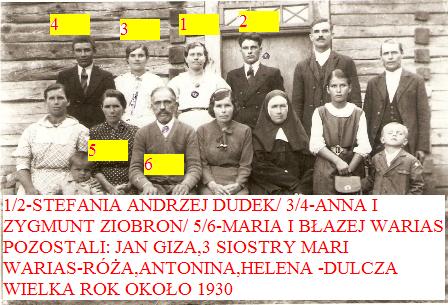 4
3
1
2
5
6
1/2-STEFANIA ANDRZEJ DUDEK/ 3/4-ANNA I
ZYGMUNT ZIOBRON/ 5/6-MARIA I BŁAZEJ WARIAS
POZOSTALI: JAN GIZA,3 SIOSTRY MARI
WARIAS-RÓŻA,ANTONINA,HELENA -DULCZA
WIELKA ROK OKOŁO 1930